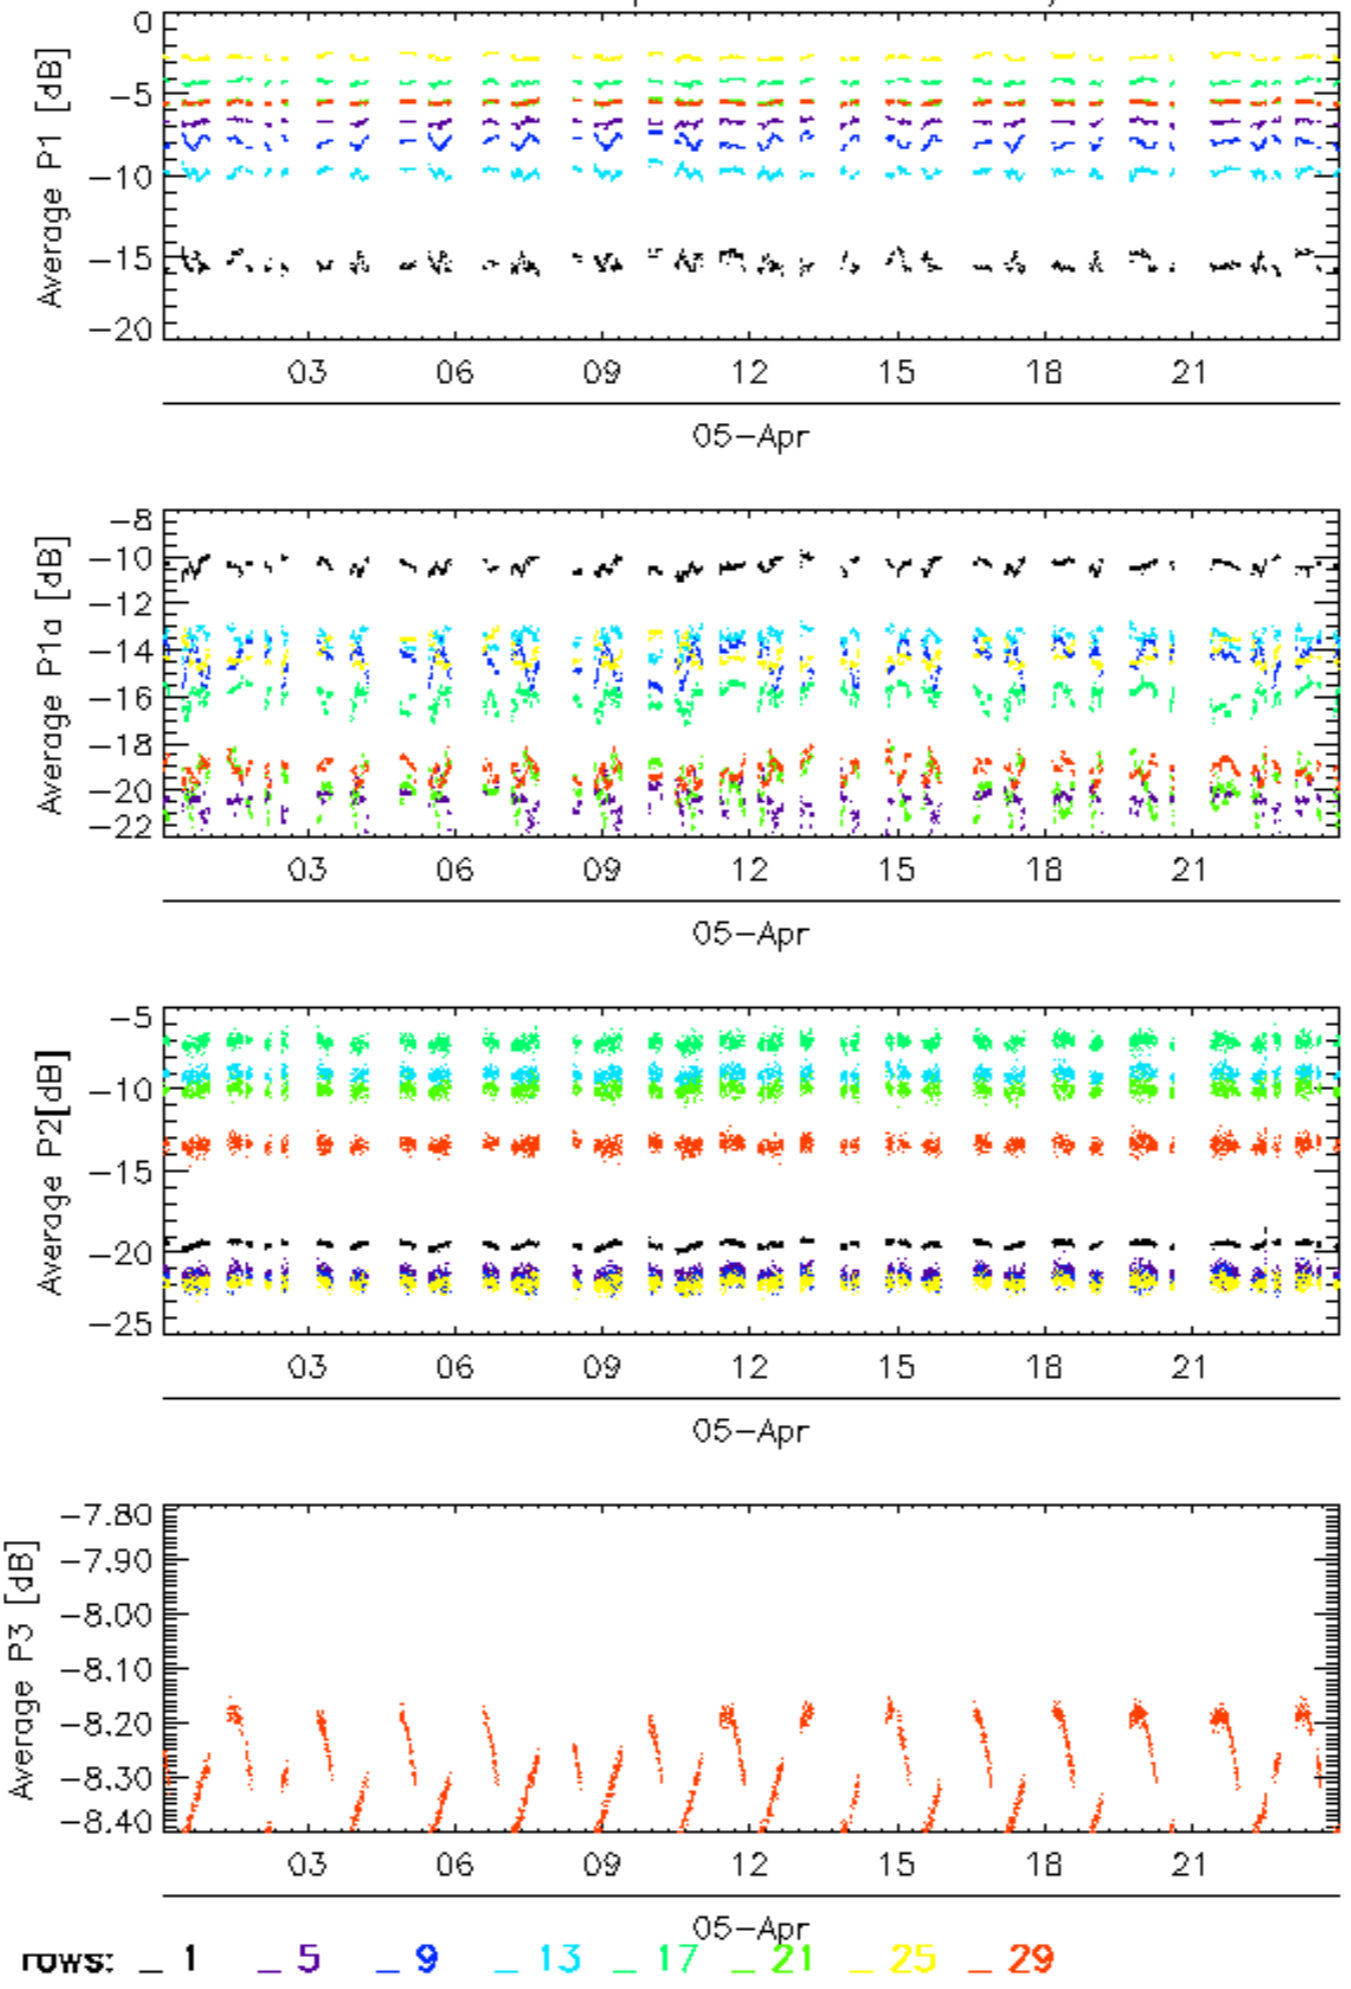 0
−5
−10
−15
−20
Average P1 [dB]
03 06 09 12 15 18 21
05−Apr
−8
−10
−12
−14
−16
−18
−20
−22
Average P1a [dB]
03 06 09 12 15 18 21
05−Apr
−5
−10
−15
−20
−25
Average P2[dB]
03 06 09 12 15 18 21
05−Apr
−7.80
−7.90
−8.00
−8.10
−8.20
−8.30
−8.40
Average P3 [dB]
03 06 09 12 15 18 21
05−Apr
rows: _ 1 _ 5 _ 9 _ 13 _ 17 _ 21 _ 25 _ 29